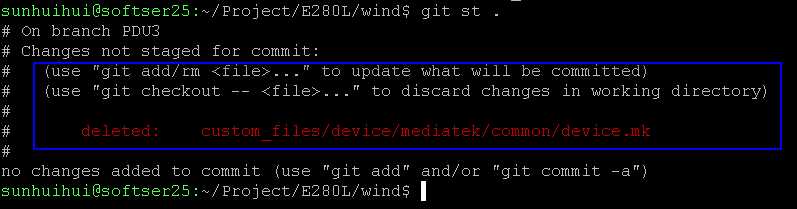 sunhuihui@softser25:~/Project/E280L/wind$ git st .
# On branch PDU3
# Changes not staged for commit:
#   (use "git add/rm <file>..." to update what will be committed)
#   (use "git checkout -- <file>..." to discard changes in working directory)
#
#       deleted:    custom_files/device/mediatek/common/device.mk
#
no changes added to commit (use "git add" and/or "git commit -a")
sunhuihui@softser25:~/Project/E280L/wind$